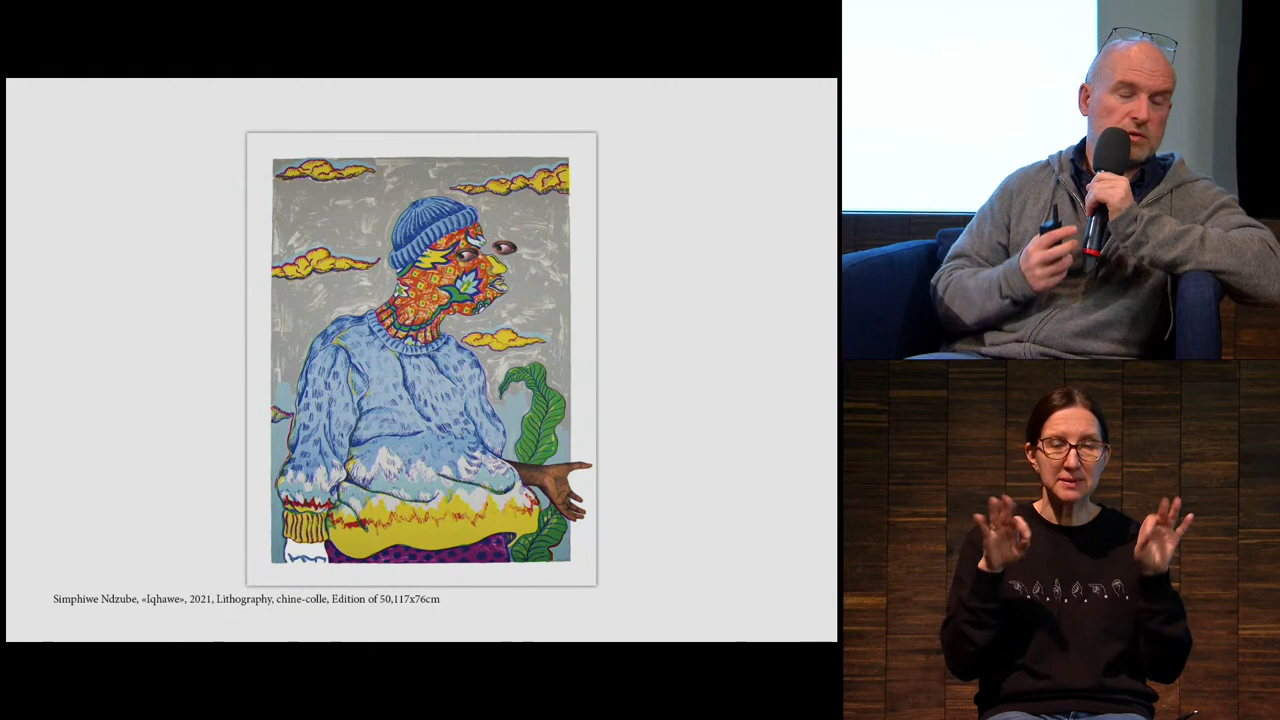 Simphiwe Ndzube, «Iqhawe», 2021, Lithography, chine-colle, Edition of 50,117x76cm